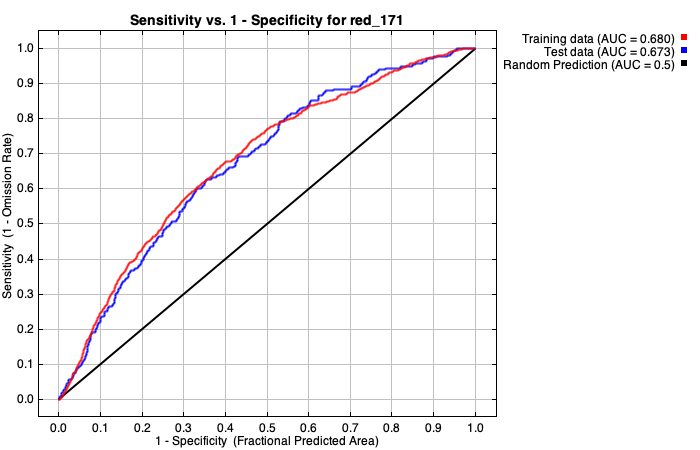 Sensitivity vs. 1 - Specificity for red_171
Training data (AUC = 0.680)
Test data (AUC = 0.673)
Random Prediction (AUC = 0.5)
Sensitivity (1 - Omission Rate)
1.0
0.9
0.8
0.7
0.6
0.5
0.4
0.3
0.2
0.1
0.0
0.0 0.1 0.2 0.3 0.4 0.5 0.6 0.7 0.8 0.9 1.0
1 - Specificity (Fractional Predicted Area)